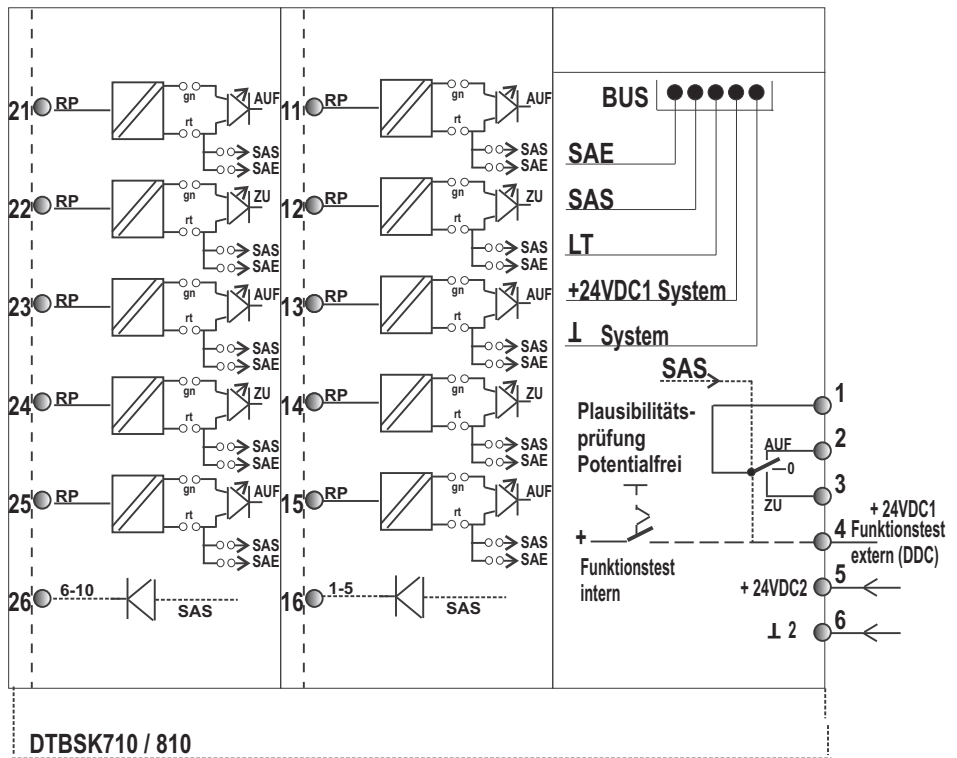 21 RP gn rt AUF
SAS
SAE
22 RP gn rt ZU
SAS
SAE
23 RP gn rt AUF
SAS
SAE
24 RP gn rt ZU
SAS
SAE
25 RP gn rt AUF
SAS
SAE
26 6-10 SAS
11 RP gn rt AUF
SAS
SAE
12 RP gn rt ZU
SAS
SAE
13 RP gn rt AUF
SAS
SAE
14 RP gn rt ZU
SAS
SAE
15 RP gn rt AUF
SAS
SAE
16 1-5 SAS
BUS
SAE
SAS
LT
+24VDC1 System
⊥ System
SAS
Plausibilitäts-
prüfung
Potentialfrei
+
Funktionstest
intern
AUF
0
ZU
1
2
3
4
+ 24VDC1
Funktionstest
extern (DDC)
+ 24VDC2 5
⊥ 2 6
DTBSK710 / 810